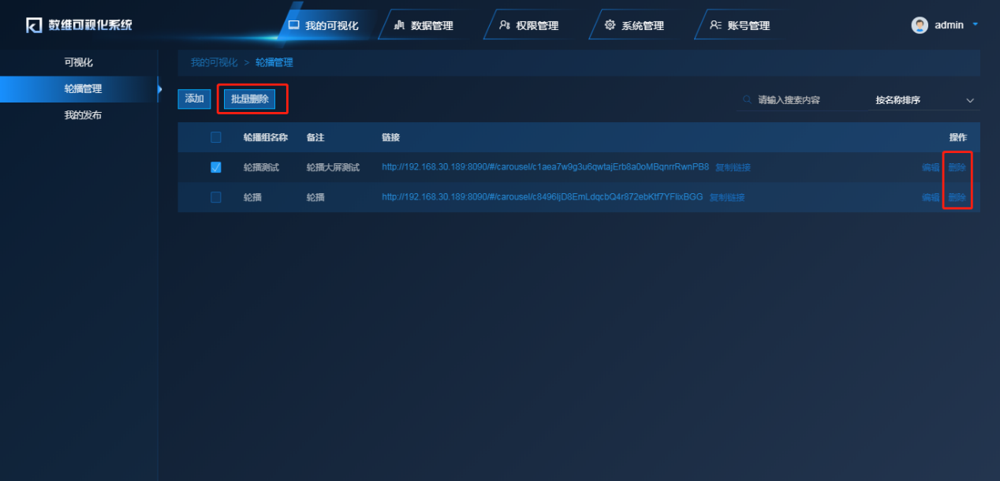 数维可视化系统
我的可视化
数据管理
权限管理
系统管理
账号管理
admin
可视化
轮播管理
我的发布
我的可视化 > 轮播管理
添加
批量删除
请输入搜索内容
按名称排序
轮播组名称 备注 链接 操作
轮播测试 轮播大屏测试 http://192.168.30.189:8090/#/carousel/c1aea7w9g3u6qwtajErb8a0oMBqnrrRwnPB8 复制链接 编辑 删除
轮播 轮播 http://192.168.30.189:8090/#/carousel/c8496IjD8EmLdqcbQ4r872ebKtf7YFlixBGG 复制链接 编辑 删除